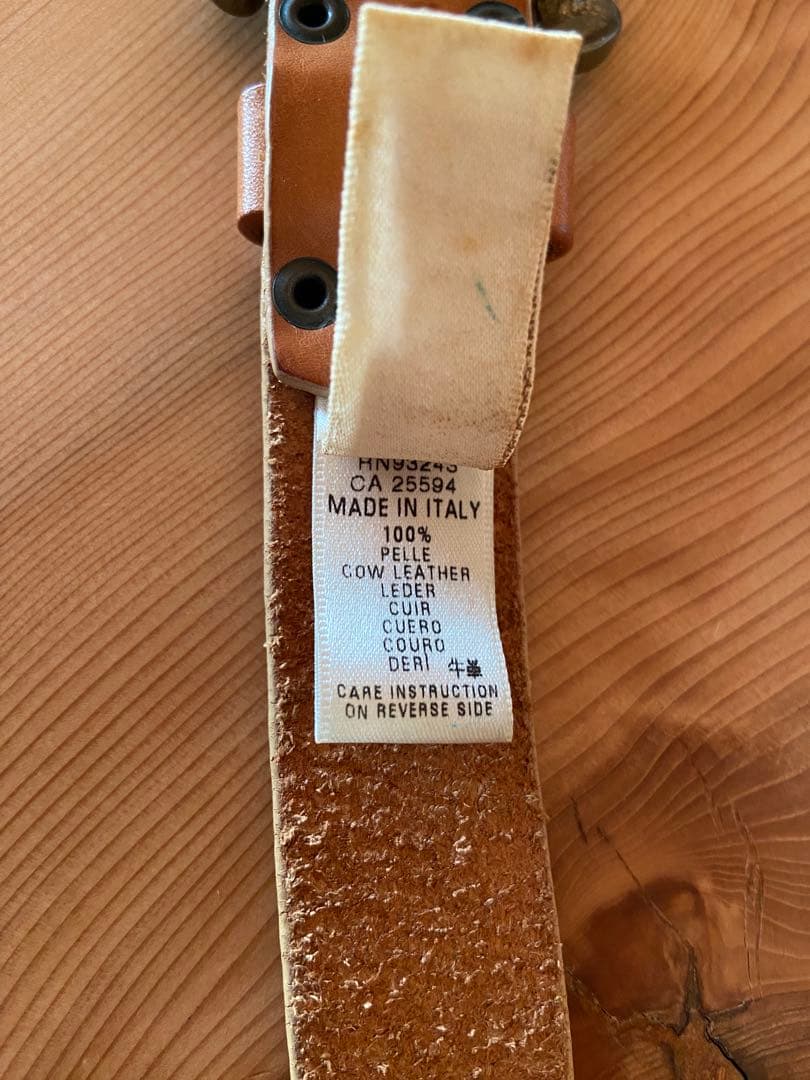 RN93243
CA 25594
MADE IN ITALY
100%
PELLE
COW LEATHER
LEDER
CUIR
CUERO
COURO
DERİ 牛革
CARE INSTRUCTION
ON REVERSE SIDE